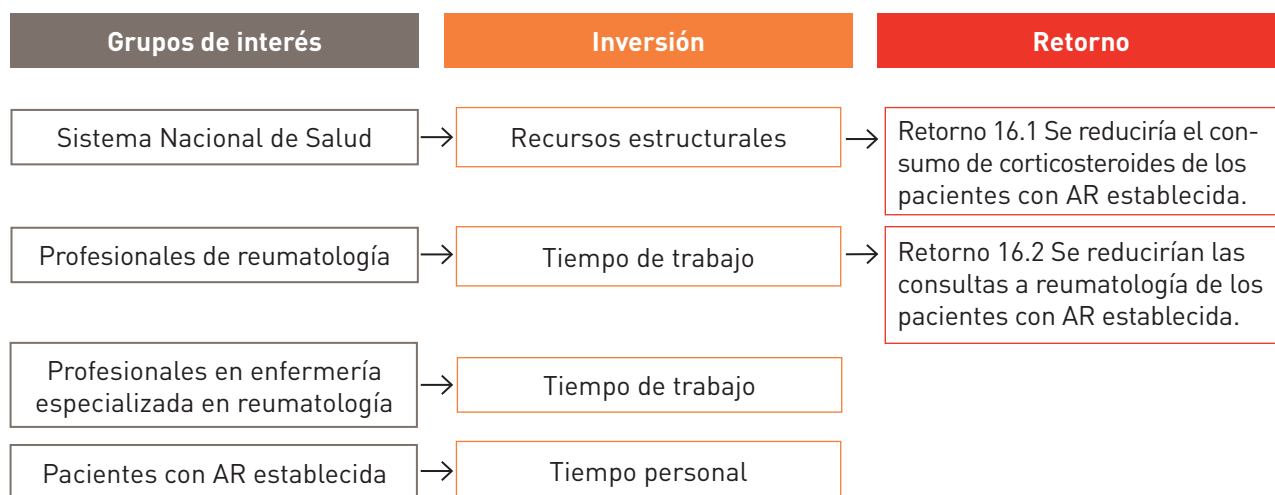 Grupos de interés
Inversión
Retorno
Sistema Nacional de Salud
Recursos estructurales
Retorno 16.1 Se reduciría el con-
sumo de corticosteroides de los
pacientes con AR establecida.
Profesionales de reumatología
Tiempo de trabajo
Retorno 16.2 Se reducirían las
consultas a reumatología de los
pacientes con AR establecida.
Profesionales en enfermería
especializada en reumatología
Tiempo de trabajo
Pacientes con AR establecida
Tiempo personal